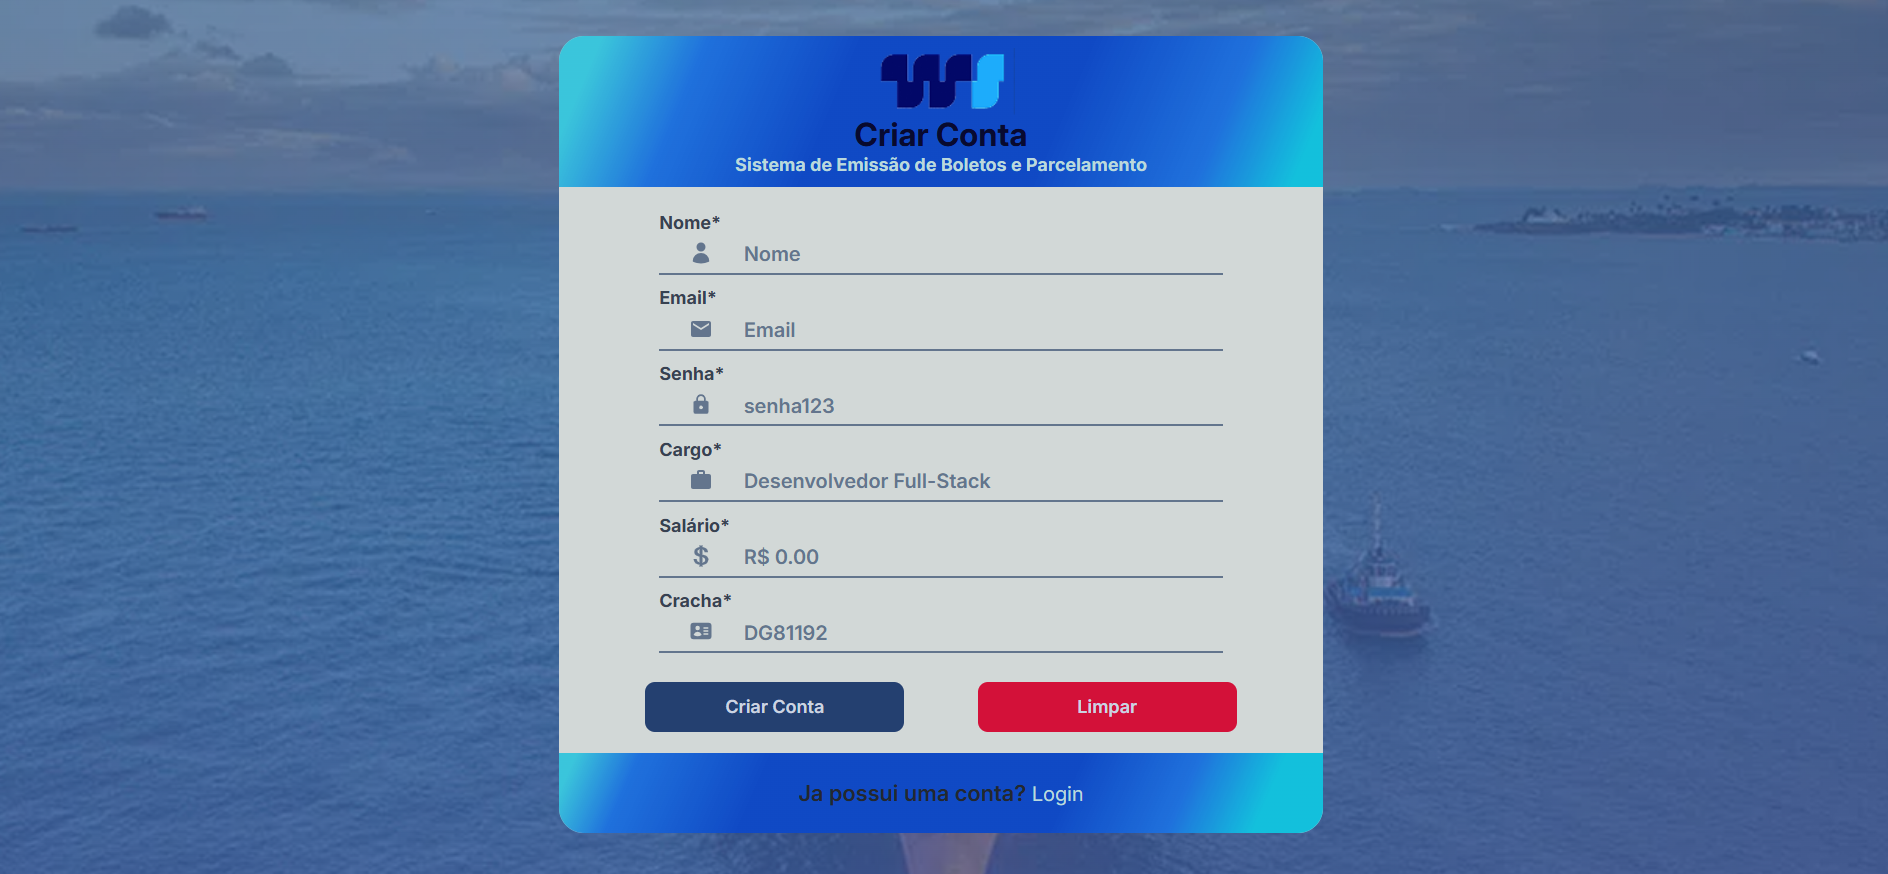 WS
Criar Conta
Sistema de Emissão de Boletos e Parcelamento
Nome*
Nome
Email*
Email
Senha*
senha123
Cargo*
Desenvolvedor Full-Stack
Salário*
R$ 0.00
Cracha*
DG81192
Criar Conta
Limpar
Ja possui uma conta? Login